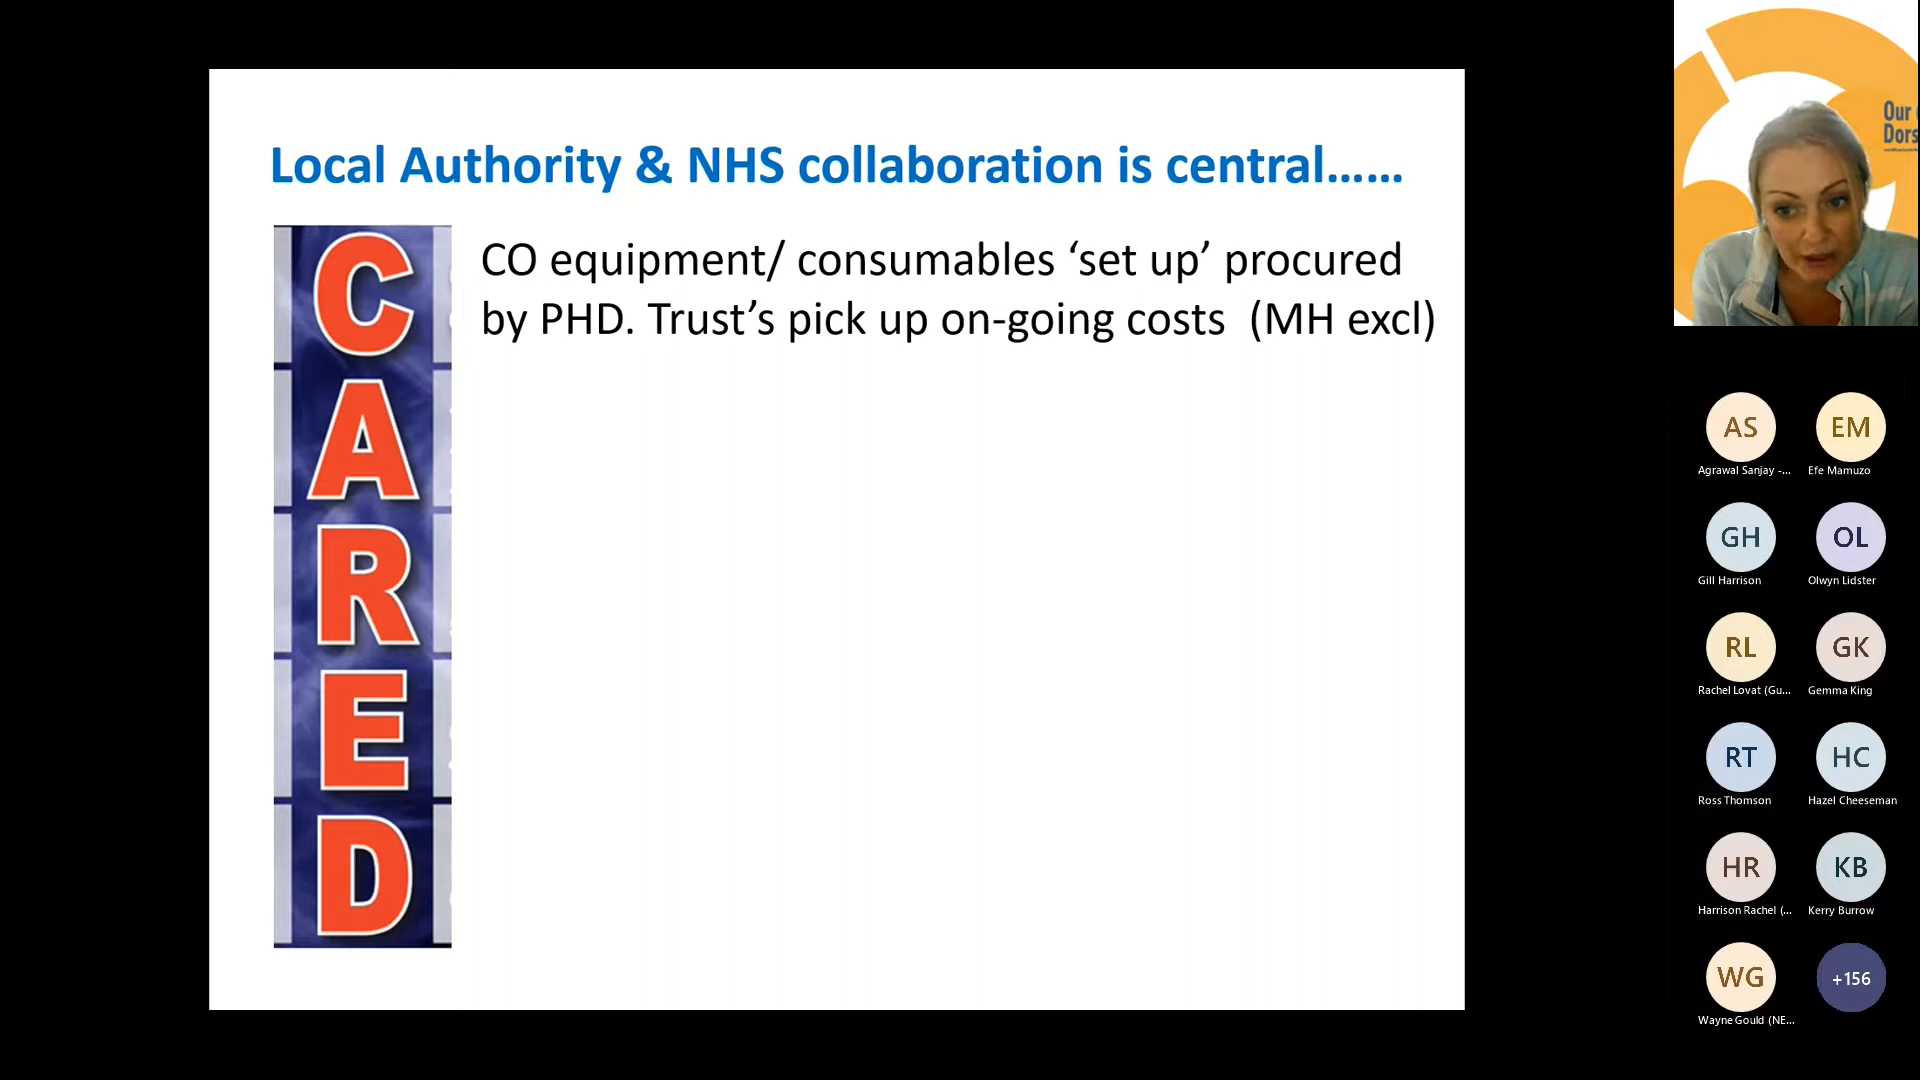 Local Authority & NHS collaboration is central……
C
A
R
E
D
CO equipment/ consumables ‘set up’ procured
by PHD. Trust’s pick up on-going costs  (MH excl)
Our
Dors
AS
EM
Agrawal Sanjay -...
Efe Mamuzo
GH
OL
Gill Harrison
Olwyn Lidster
RL
GK
Rachel Lovat (Gu...
Gemma King
RT
HC
Ross Thomson
Hazel Cheeseman
HR
KB
Harrison Rachel (...
Kerry Burrow
WG
+156
Wayne Gould (NE...